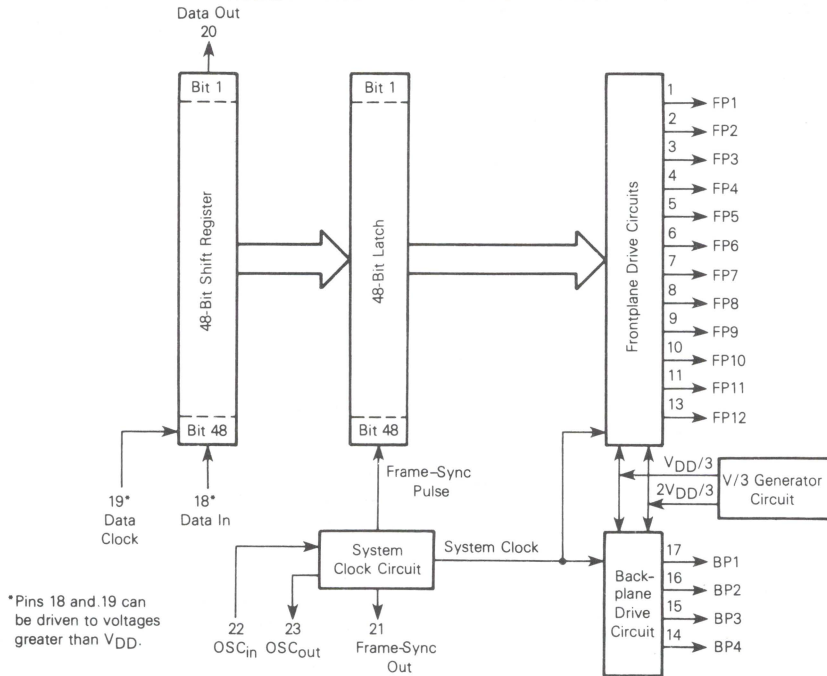 Data Out
20
Bit 1
48-Bit Shift Register
Bit 48
19*
Data
Clock
18*
Data In
Bit 1
48-Bit Latch
Bit 48
Frame-Sync
Pulse
System
Clock Circuit
System Clock
22
OSCin
23
OSCout
21
Frame-Sync
Out
Frontplane Drive Circuits
1
FP1
2
FP2
3
FP3
4
FP4
5
FP5
6
FP6
7
FP7
8
FP8
9
FP9
10
FP10
11
FP11
13
FP12
VDD/3
2VDD/3
V/3 Generator
Circuit
Back-
plane
Drive
Circuit
17
BP1
16
BP2
15
BP3
14
BP4
*Pins 18 and 19 can
be driven to voltages
greater than VDD.